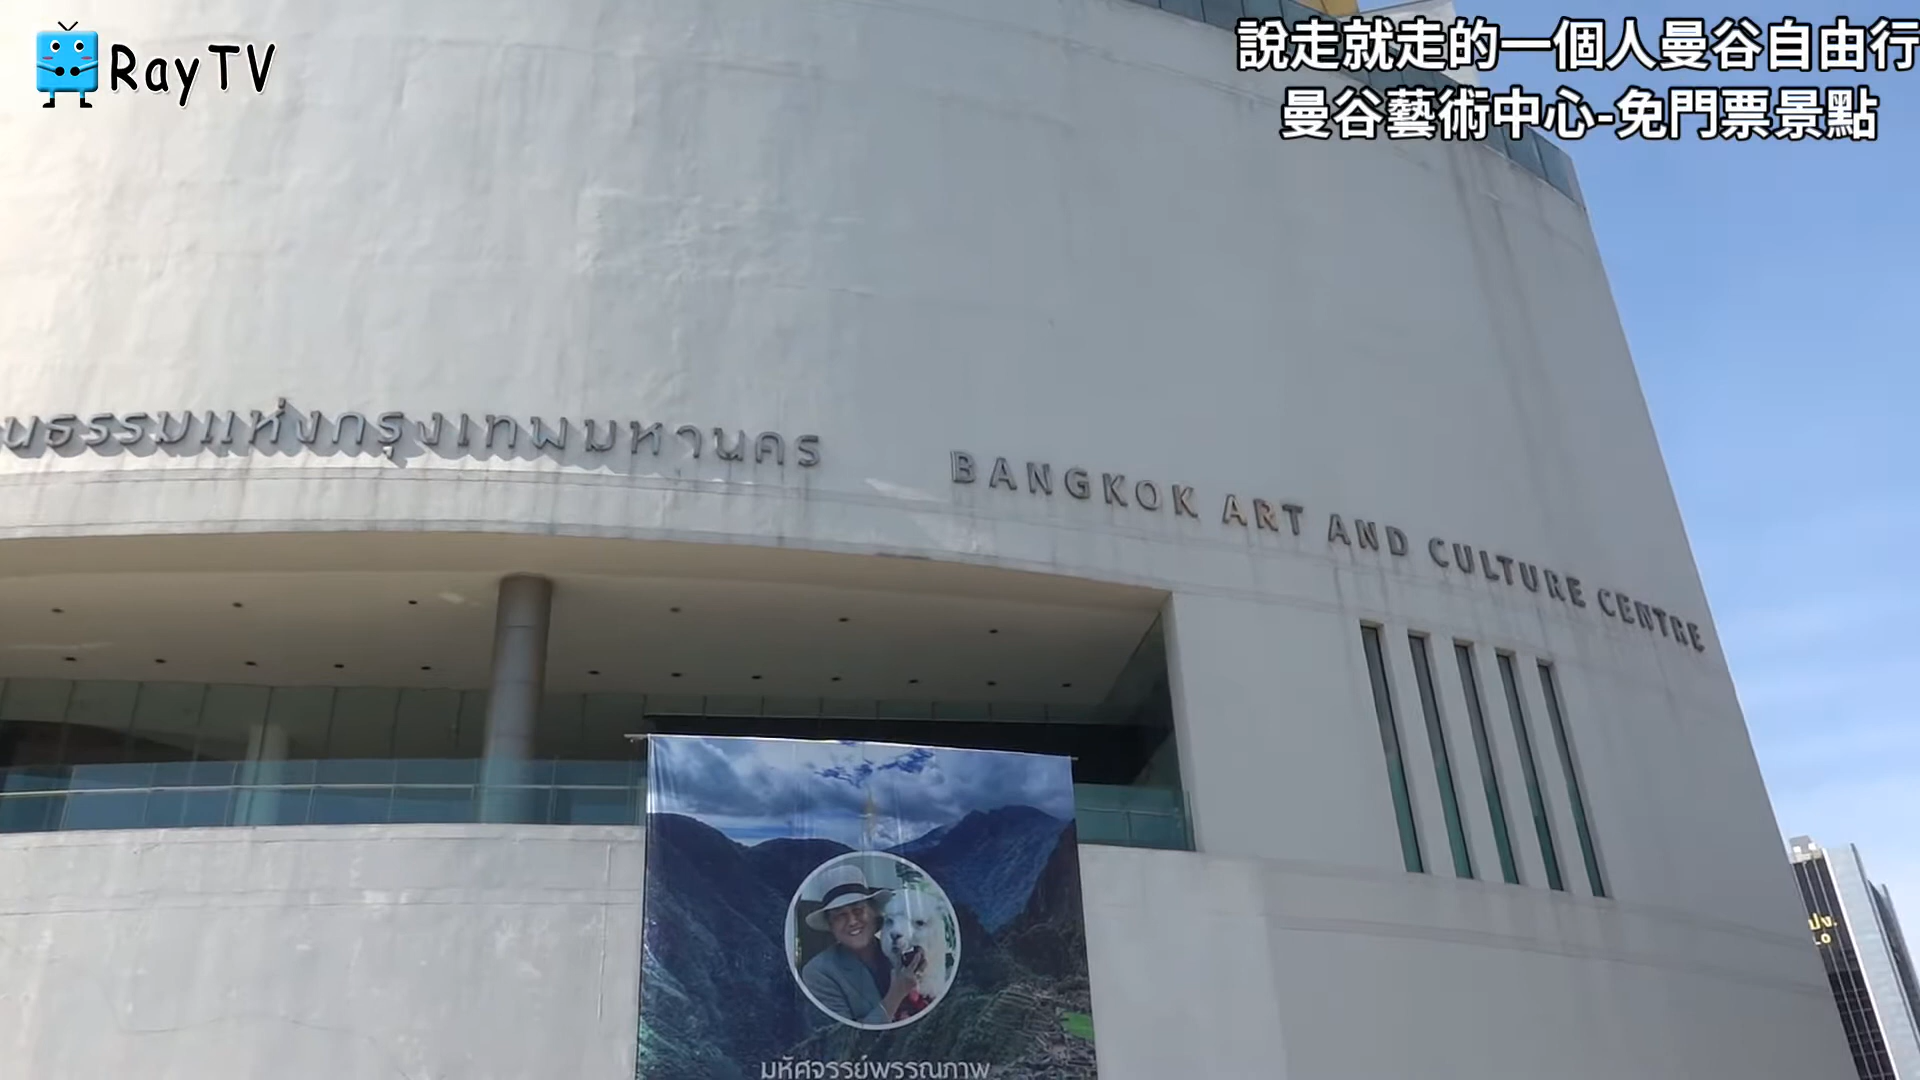 RayTV
說走就走的一個人曼谷自由行
曼谷藝術中心-免門票景點
นธรรมแห่งกรุงเทพมหานคร
BANGKOK ART AND CULTURE CENTRE
มหัศจรรย์พรรณภาพ